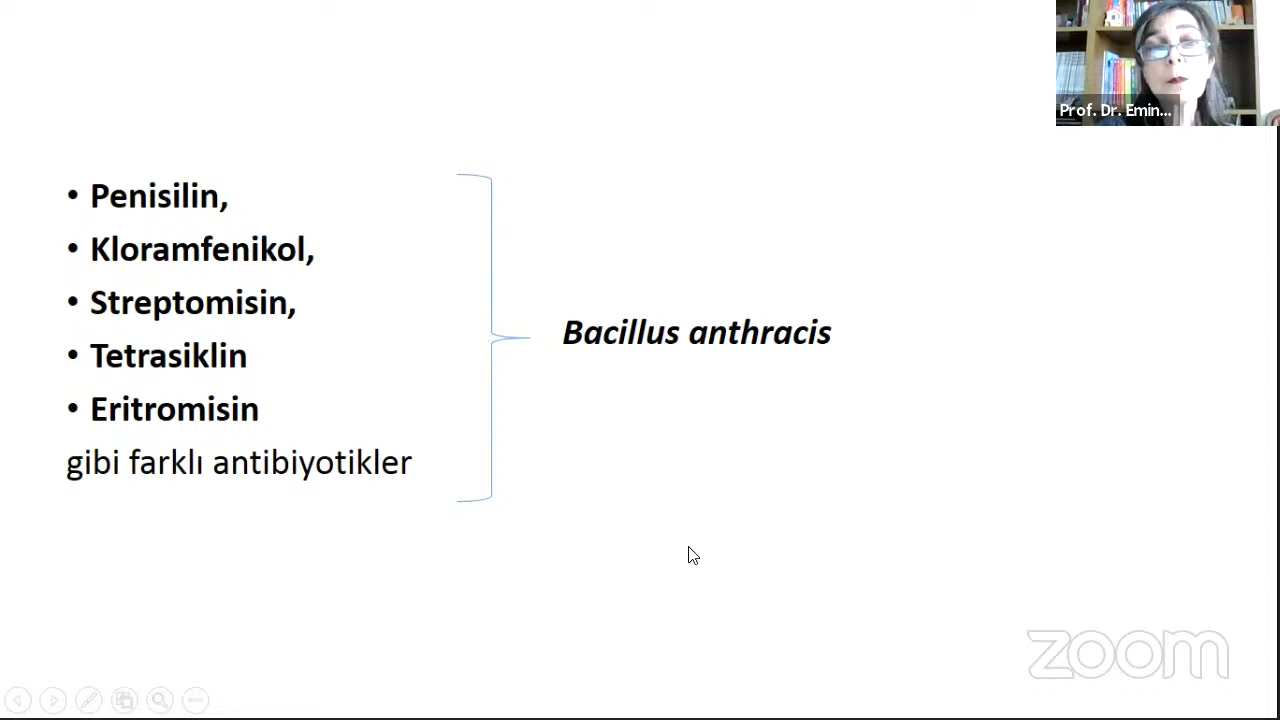 Prof. Dr. Emin...
• Penisilin,
• Kloramfenikol,
• Streptomisin,
• Tetrasiklin
• Eritromisin
gibi farklı antibiyotikler
Bacillus anthracis
zoom